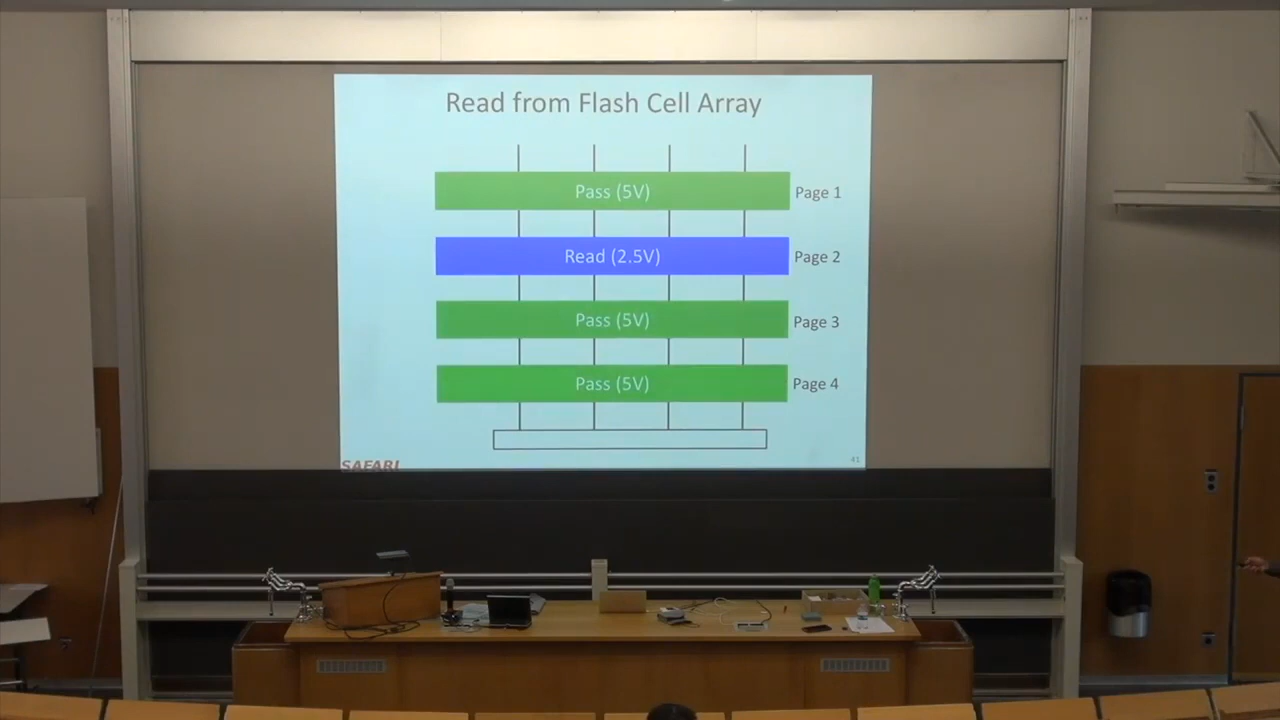 Read from Flash Cell Array
Pass (5V) Page 1
Read (2.5V) Page 2
Pass (5V) Page 3
Pass (5V) Page 4
SAFARI 41